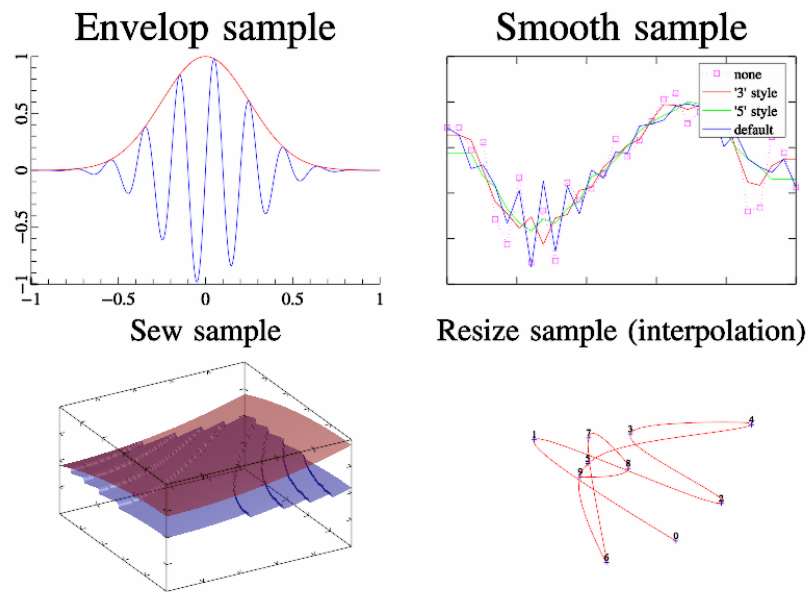 Envelop sample
1
0.5
0
−0.5
−1
−1
−0.5
0
0.5
1
Smooth sample
none
'3' style
'5' style
default
Sew sample
Resize sample (interpolation)
1
7
3
4
5
8
9
2
0
6